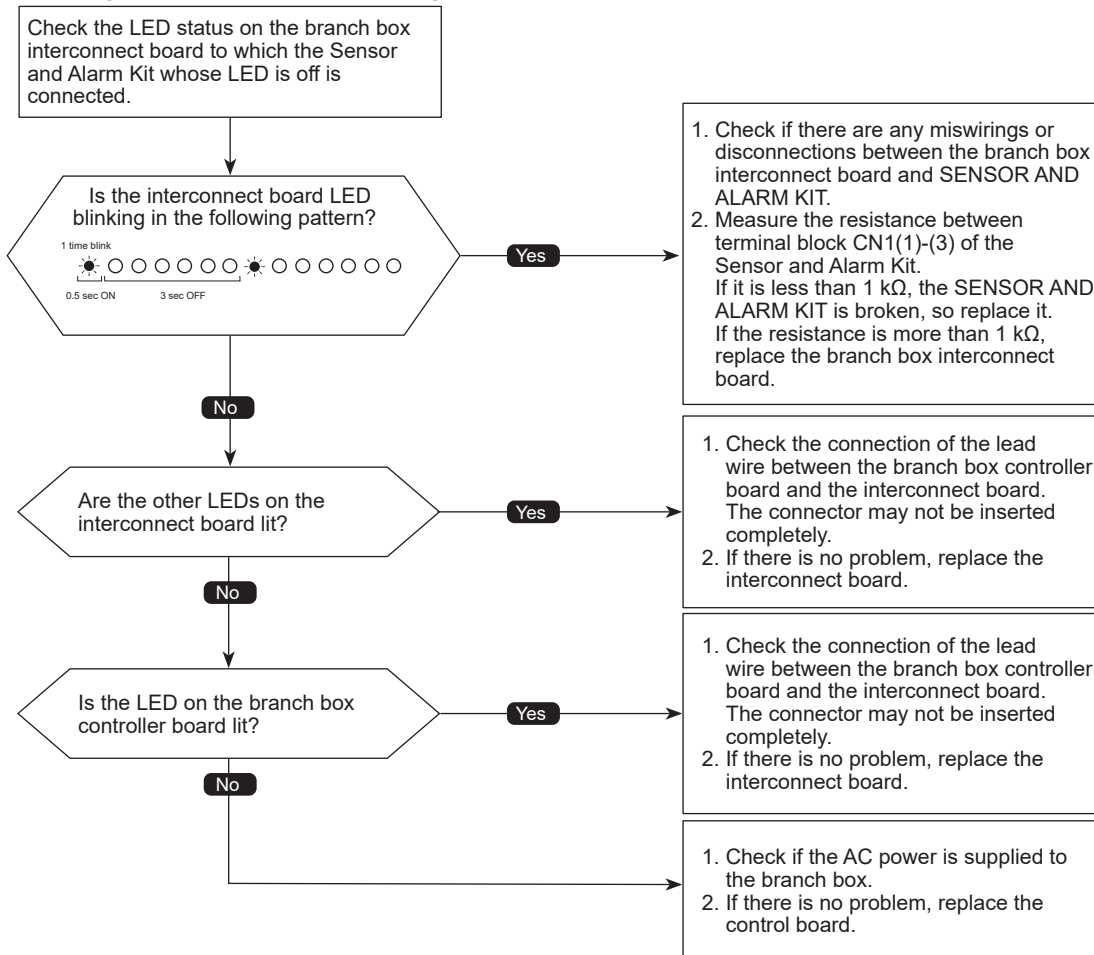 Check the LED status on the branch box
interconnect board to which the Sensor
and Alarm Kit whose LED is off is
connected.
Is the interconnect board LED
blinking in the following pattern?
1 time blink
0.5 sec ON
3 sec OFF
Yes
1. Check if there are any miswirings or
disconnections between the branch box
interconnect board and SENSOR AND
ALARM KIT.
2. Measure the resistance between
terminal block CN1(1)-(3) of the
Sensor and Alarm Kit.
If it is less than 1 kΩ, the SENSOR AND
ALARM KIT is broken, so replace it.
If the resistance is more than 1 kΩ,
replace the branch box interconnect
board.
No
Are the other LEDs on the
interconnect board lit?
Yes
1. Check the connection of the lead
wire between the branch box controller
board and the interconnect board.
The connector may not be inserted
completely.
2. If there is no problem, replace the
interconnect board.
No
Is the LED on the branch box
controller board lit?
Yes
1. Check the connection of the lead
wire between the branch box controller
board and the interconnect board.
The connector may not be inserted
completely.
2. If there is no problem, replace the
interconnect board.
No
1. Check if the AC power is supplied to
the branch box.
2. If there is no problem, replace the
control board.